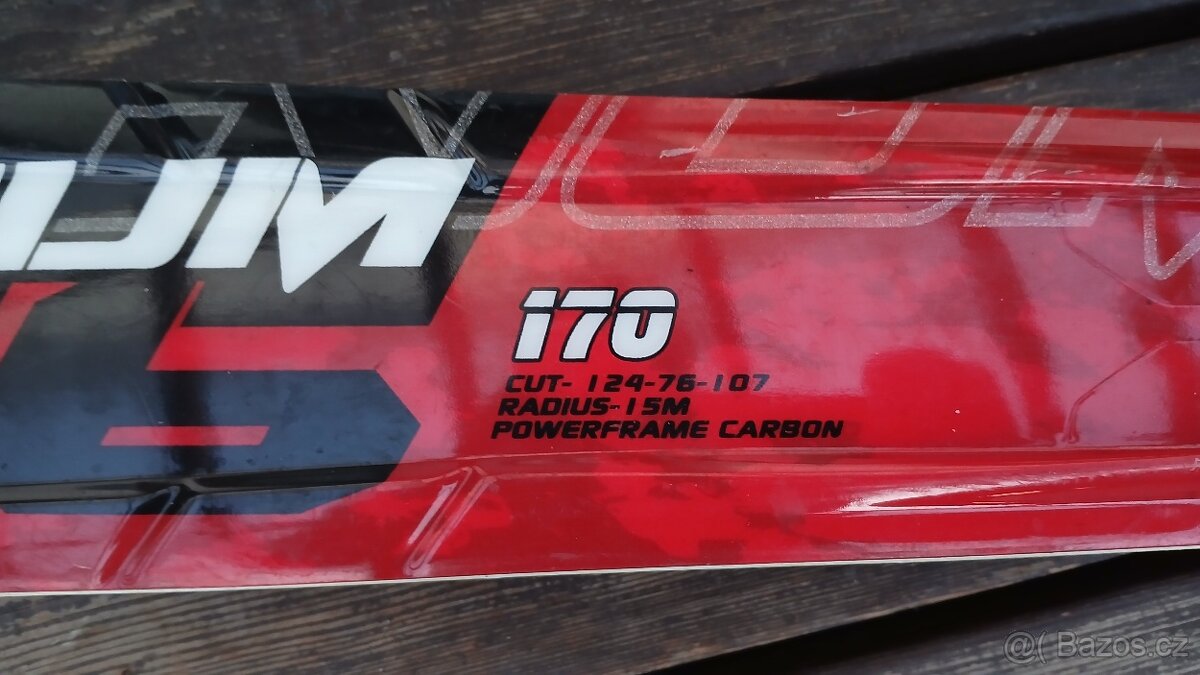 170
CUT- 124-76-107
RADIUS-15M
POWERFRAME CARBON
@( Bazos.cz